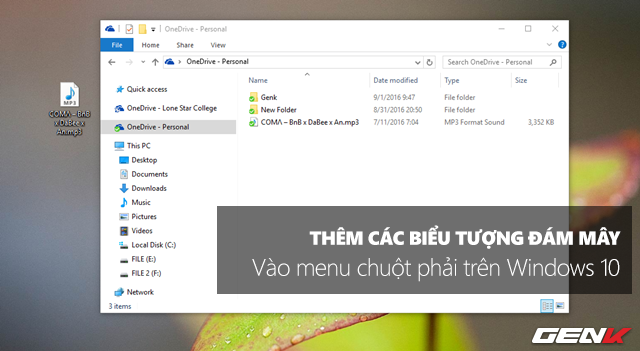 OneDrive - Personal
File
Home
Share
View
OneDrive - Personal
Search OneDrive - Personal
Name
Date modified
Type
Size
Quick access
OneDrive - Lone Star College
OneDrive - Personal
This PC
Desktop
Documents
Downloads
Music
Pictures
Videos
Local Disk (C:)
FILE (E:)
FILE 2 (F:)
Network
Genk 9/1/2016 9:47 File folder
New Folder 8/31/2016 20:50 File folder
COMΛ – BnB x DaBee x An.mp3 7/11/2016 7:04 MP3 Format Sound 3,352 KB
3 items
MP3
COMΛ – BnB
x DaBee x
An.mp3
THÊM CÁC BIỂU TƯỢNG ĐÁM MÂY
Vào menu chuột phải trên Windows 10
GENK